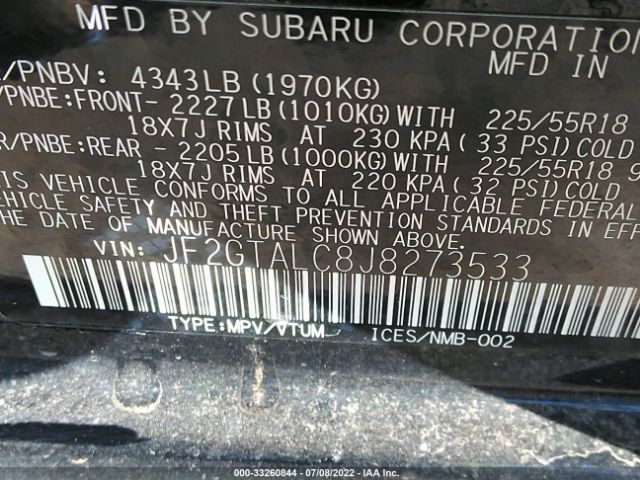 MFD BY SUBARU CORPORATION
MFD IN
/PNBV: 4343LB (1970KG)
/PNBE:FRONT- 2227LB(1010KG)WITH 225/55R18
18X7J RIMS AT 230 KPA( 33 PSI)COLD
R/PNBE:REAR - 2205LB(1000KG)WITH 225/55R18 9
18X7J RIMS AT 220 KPA( 32 PSI)COLD
IS VEHICLE CONFORMS TO ALL APPLICABLE FEDERAL
EHICLE SAFETY AND THEFT PREVENTION STANDARDS IN EFF
THE DATE OF MANUFACTURE SHOWN ABOVE.
VIN: JF2GTALC8J8273533
TYPE:MPV/VTUM ICES/NMB-002
000-33260844 - 07/08/2022 - IAA Inc.